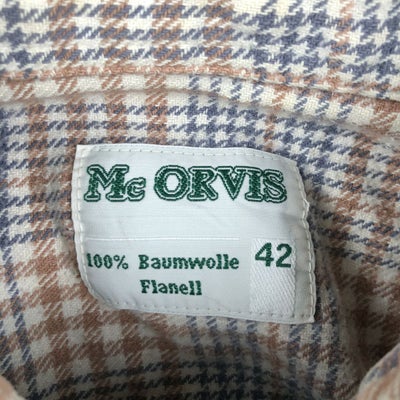 Mc ORVIS
100% Baumwolle 42
Flanell